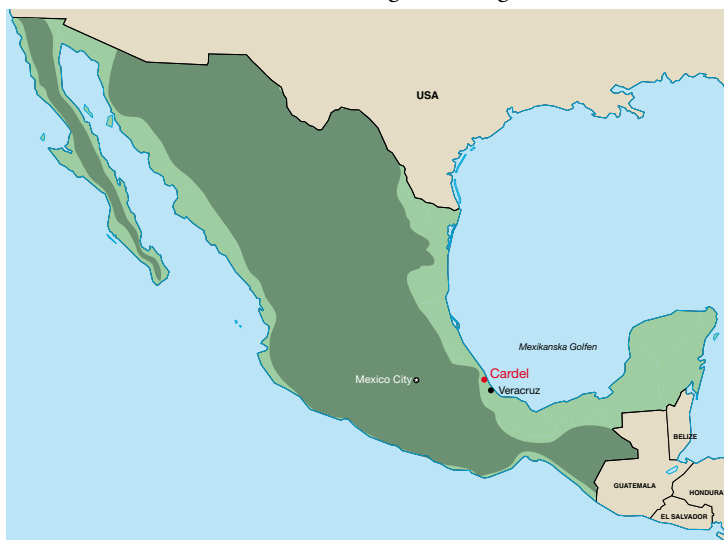 USA
Mexikanska Golfen
Cardel
Mexico City
Veracruz
BELIZE
GUATEMALA
HONDURA
EL SALVADOR